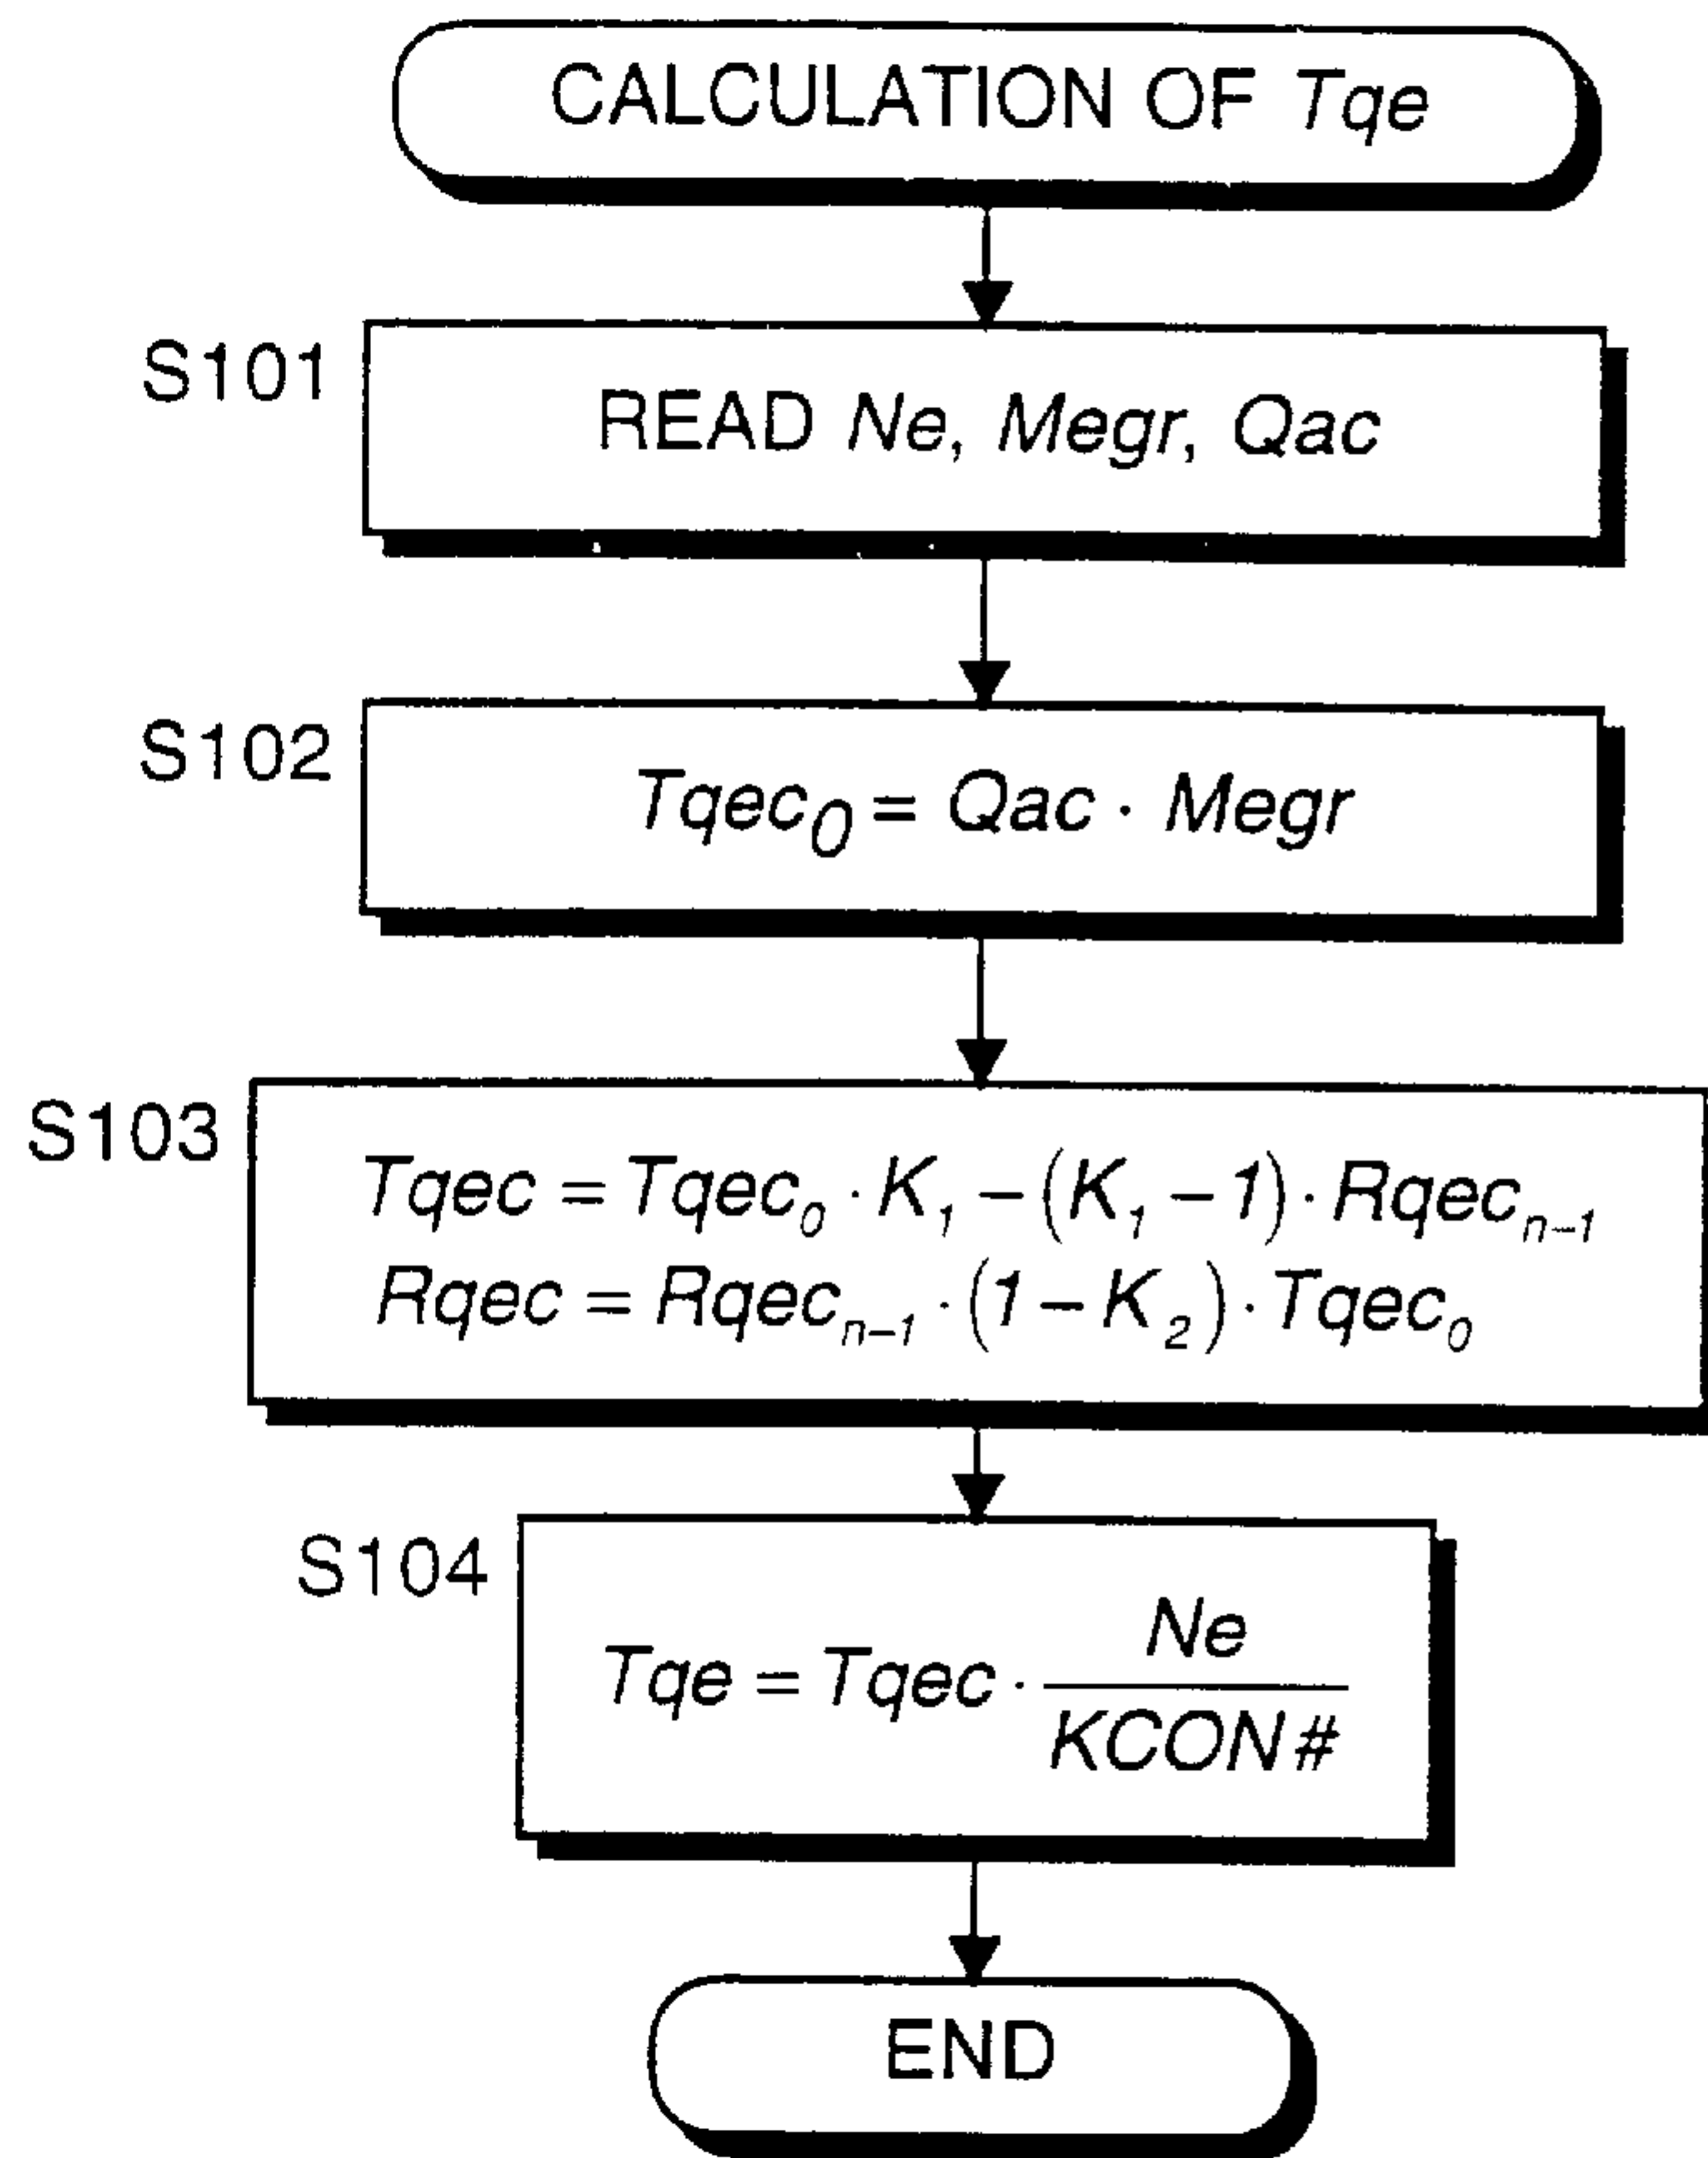 CALCULATION OF Tqe
S101
READ Ne, Megr, Qac
S102
Tqec₀ = Qac · Megr
S103
Tqec = Tqec₀ · K₁ – (K₁ – 1) · Rqecₙ₋₁
Rqec = Rqecₙ₋₁ · (1 – K₂) · Tqec₀
S104
Tqe = Tqec · Ne / KCON#
END